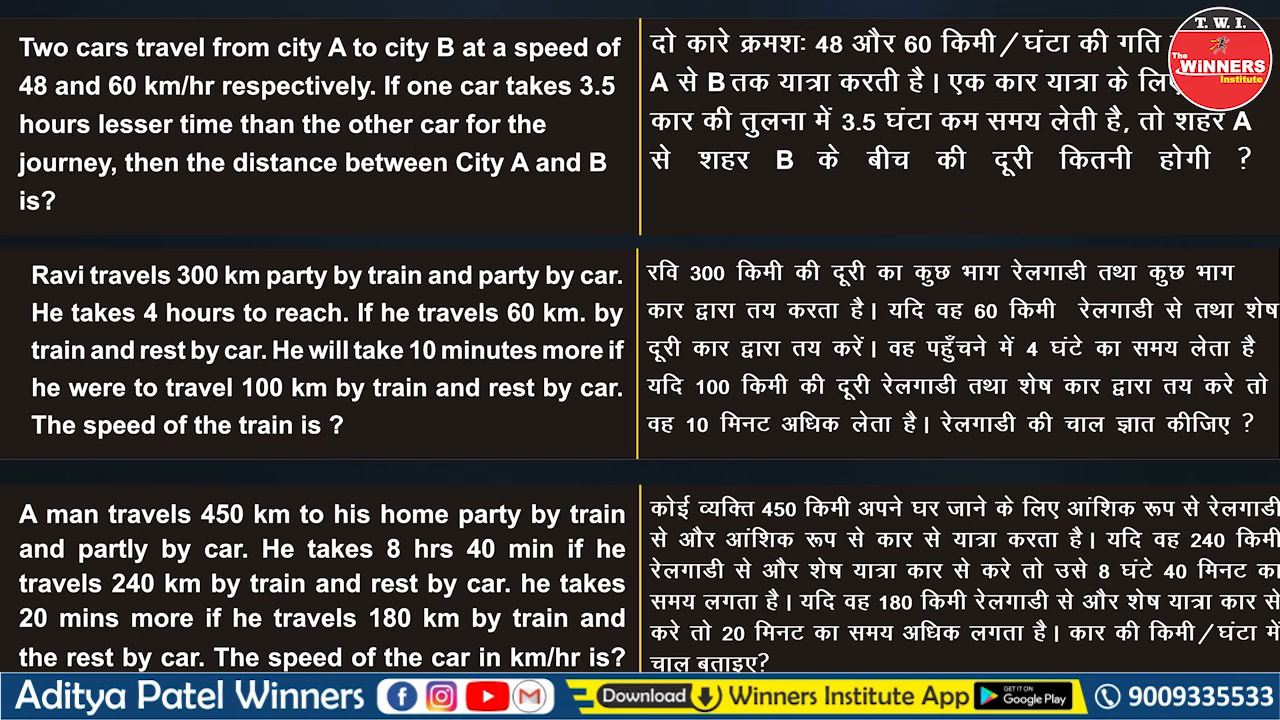 Two cars travel from city A to city B at a speed of
48 and 60 km/hr respectively. If one car takes 3.5
hours lesser time than the other car for the
journey, then the distance between City A and B
is?
दो कारे क्रमशः 48 और 60 किमी/घंटा की गति
A से B तक यात्रा करती है। एक कार यात्रा के
कार की तुलना में 3.5 घंटा कम समय लेती है, तो शहर A
से शहर B के बीच की दूरी कितनी होगी ?
T. W. I.
The
WINNERS
Institute
Ravi travels 300 km party by train and party by car.
He takes 4 hours to reach. If he travels 60 km. by
train and rest by car. He will take 10 minutes more if
he were to travel 100 km by train and rest by car.
The speed of the train is ?
रवि 300 किमी की दूरी का कुछ भाग रेलगाडी तथा कुछ भाग
कार द्वारा तय करता है। यदि वह 60 किमी रेलगाडी से तथा शेष
दूरी कार द्वारा तय करें। वह पहुँचने में 4 घंटे का समय लेता है
यदि 100 किमी की दूरी रेलगाडी तथा शेष कार द्वारा तय करे तो
वह 10 मिनट अधिक लेता है। रेलगाडी की चाल ज्ञात कीजिए ?
A man travels 450 km to his home party by train
and partly by car. He takes 8 hrs 40 min if he
travels 240 km by train and rest by car. he takes
20 mins more if he travels 180 km by train and
the rest by car. The speed of the car in km/hr is?
कोई व्यक्ति 450 किमी अपने घर जाने के लिए आंशिक रूप से रेलगाडी
से और आंशिक रूप से कार से यात्रा करता है। यदि वह 240 किमी
रेलगाडी से और शेष यात्रा कार से करे तो उसे 8 घंटे 40 मिनट का
समय लगता है। यदि वह 180 किमी रेलगाडी से और शेष यात्रा कार से
करे तो 20 मिनट का समय अधिक लगता है। कार की किमी/घंटा में
चाल बताइए?
Aditya Patel Winners
Download
Winners Institute App
GET IT ON
Google Play
9009335533